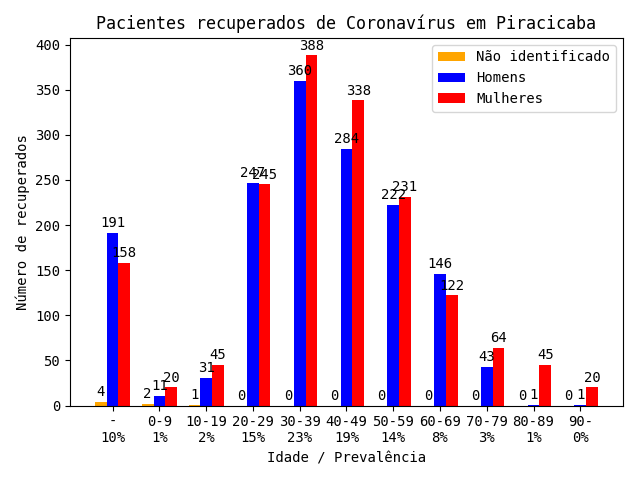 Pacientes recuperados de Coronavírus em Piracicaba
Número de recuperados
400
350
300
250
200
150
100
50
0
Não identificado
Homens
Mulheres
4 191 158
2 11 20
1 31 45
0 247 245
0 360 388
0 284 338
0 222 231
0 146 122
0 43 64
0 1 45
0 1 20
- 0-9 10-19 20-29 30-39 40-49 50-59 60-69 70-79 80-89 90-
10% 1% 2% 15% 23% 19% 14% 8% 3% 1% 0%
Idade / Prevalência